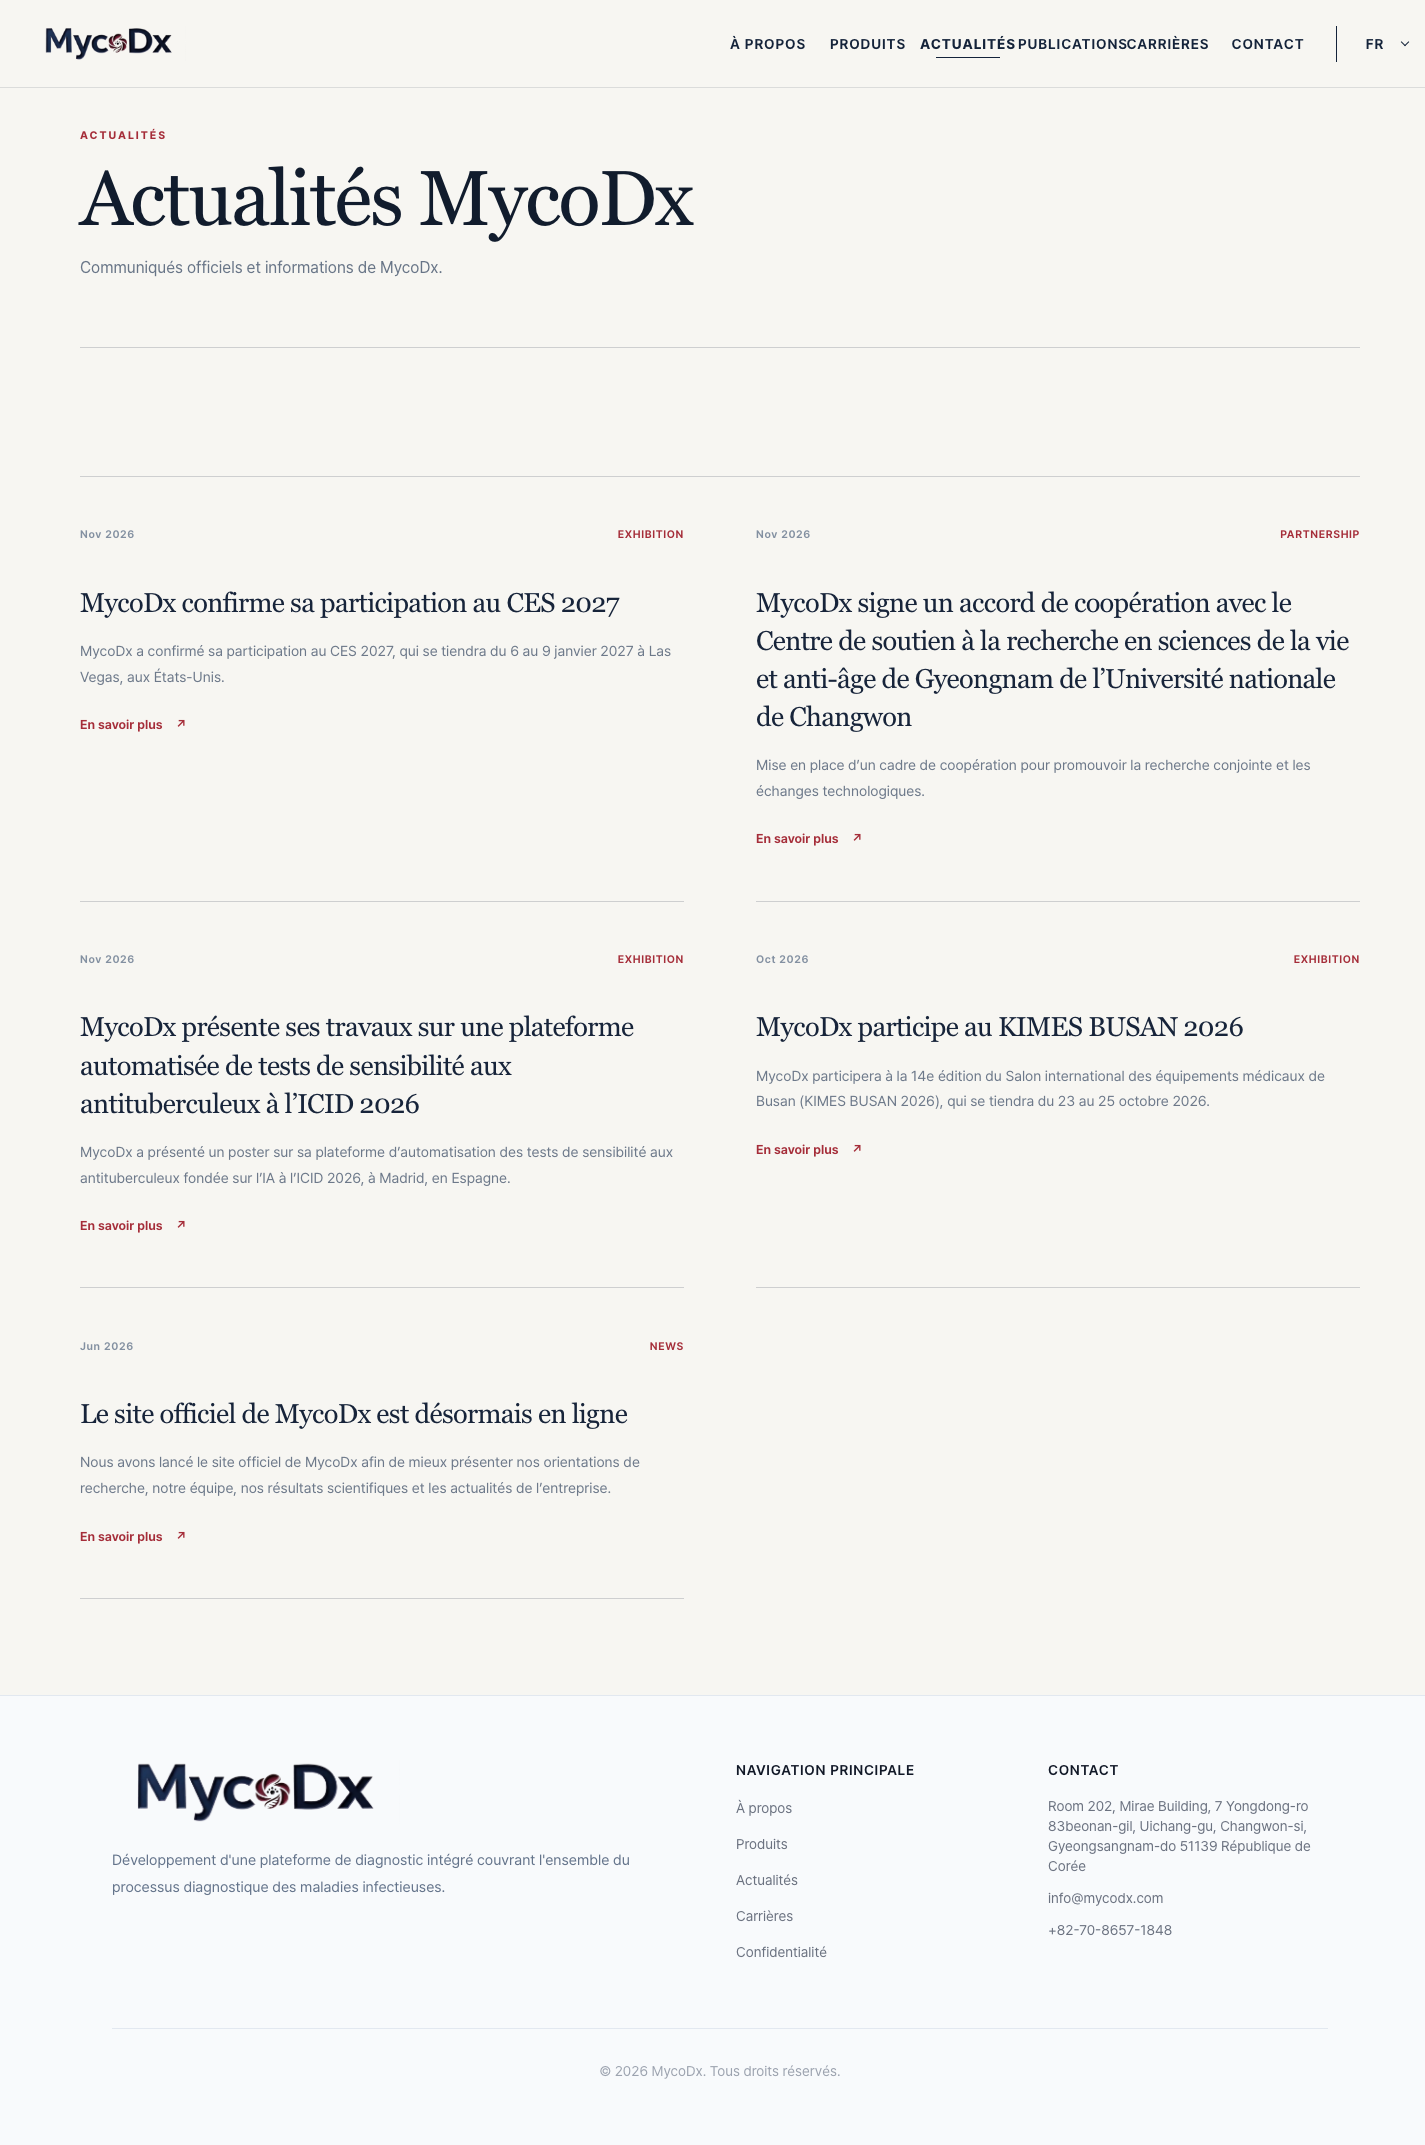 MycoDx
À PROPOS
PRODUITS
ACTUALITÉS
PUBLICATIONS
CARRIÈRES
CONTACT
FR
ACTUALITÉS
Actualités MycoDx
Communiqués officiels et informations de MycoDx.
Nov 2026
EXHIBITION
MycoDx confirme sa participation au CES 2027
MycoDx a confirmé sa participation au CES 2027, qui se tiendra du 6 au 9 janvier 2027 à Las
Vegas, aux États-Unis.
En savoir plus ↗
Nov 2026
PARTNERSHIP
MycoDx signe un accord de coopération avec le
Centre de soutien à la recherche en sciences de la vie
et anti-âge de Gyeongnam de l’Université nationale
de Changwon
Mise en place d’un cadre de coopération pour promouvoir la recherche conjointe et les
échanges technologiques.
En savoir plus ↗
Nov 2026
EXHIBITION
MycoDx présente ses travaux sur une plateforme
automatisée de tests de sensibilité aux
antituberculeux à l’ICID 2026
MycoDx a présenté un poster sur sa plateforme d’automatisation des tests de sensibilité aux
antituberculeux fondée sur l’IA à l’ICID 2026, à Madrid, en Espagne.
En savoir plus ↗
Oct 2026
EXHIBITION
MycoDx participe au KIMES BUSAN 2026
MycoDx participera à la 14e édition du Salon international des équipements médicaux de
Busan (KIMES BUSAN 2026), qui se tiendra du 23 au 25 octobre 2026.
En savoir plus ↗
Jun 2026
NEWS
Le site officiel de MycoDx est désormais en ligne
Nous avons lancé le site officiel de MycoDx afin de mieux présenter nos orientations de
recherche, notre équipe, nos résultats scientifiques et les actualités de l’entreprise.
En savoir plus ↗
MycoDx
Développement d'une plateforme de diagnostic intégré couvrant l'ensemble du
processus diagnostique des maladies infectieuses.
NAVIGATION PRINCIPALE
À propos
Produits
Actualités
Carrières
Confidentialité
CONTACT
Room 202, Mirae Building, 7 Yongdong-ro
83beonan-gil, Uichang-gu, Changwon-si,
Gyeongsangnam-do 51139 République de
Corée
info@mycodx.com
+82-70-8657-1848
© 2026 MycoDx. Tous droits réservés.